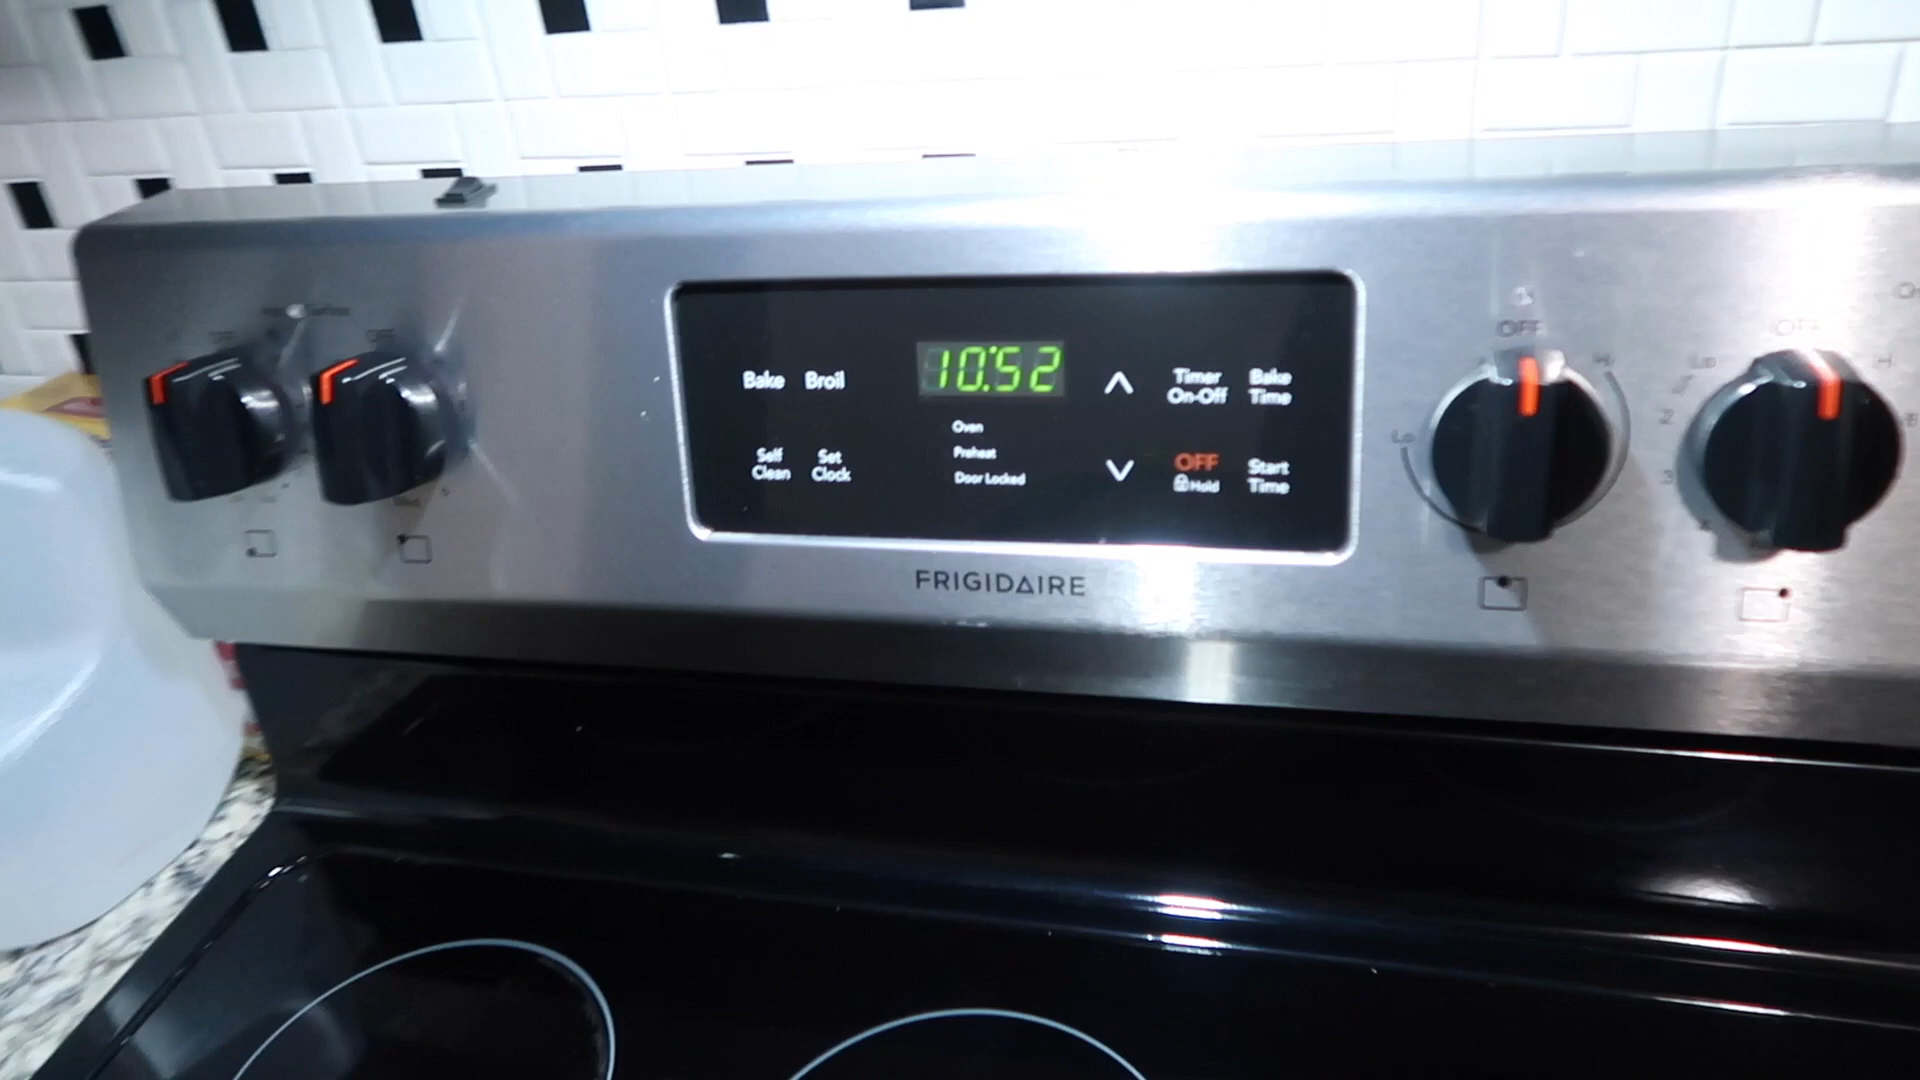 10:52
Bake Broil
Timer On-Off
Bake Time
Oven
Preheat
Door Locked
Self Clean
Set Clock
OFF
Hold
Start Time
FRIGIDAIRE
OFF
Lo
Hi
OFF
Lo
2
3